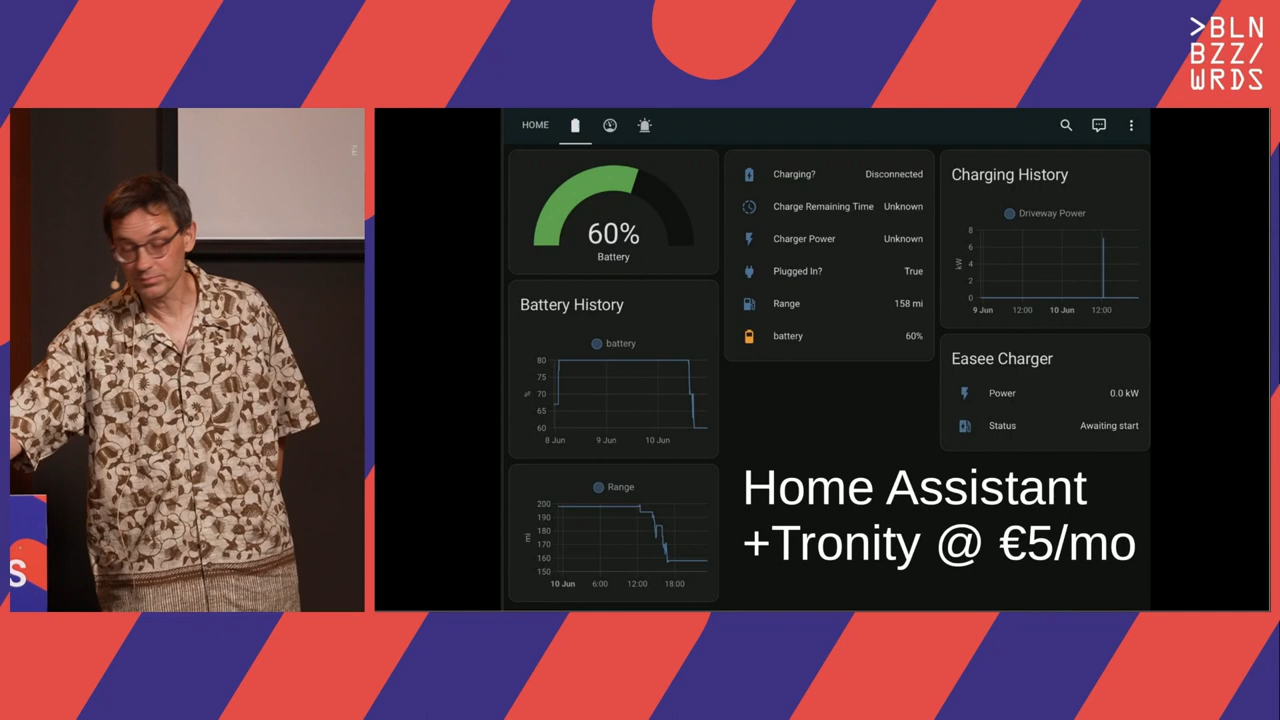 >BLN
BZZ/
WRDS
S
HOME
60%
Battery
Battery History
battery
80
75
70
65
60
%
8 Jun 9 Jun 10 Jun
Range
200
190
180
170
160
150
mi
10 Jun 6:00 12:00 18:00
Charging? Disconnected
Charge Remaining Time Unknown
Charger Power Unknown
Plugged In? True
Range 158 mi
battery 60%
Charging History
Driveway Power
8
6
4
2
0
kW
9 Jun 12:00 10 Jun 12:00
Easee Charger
Power 0.0 kW
Status Awaiting start
Home Assistant
+Tronity @ €5/mo